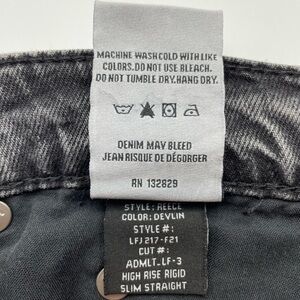 MACHINE WASH COLD WITH LIKE
COLORS. DO NOT USE BLEACH.
DO NOT TUMBLE DRY. HANG DRY.
DENIM MAY BLEED
JEAN RISQUE DE DÉGORGER
RN 132829
STYLE: REECE
COLOR: DEVLIN
STYLE #:
LFJ217-F21
CUT #:
ADMLT_LF-3
HIGH RISE RIGID
SLIM STRAIGHT